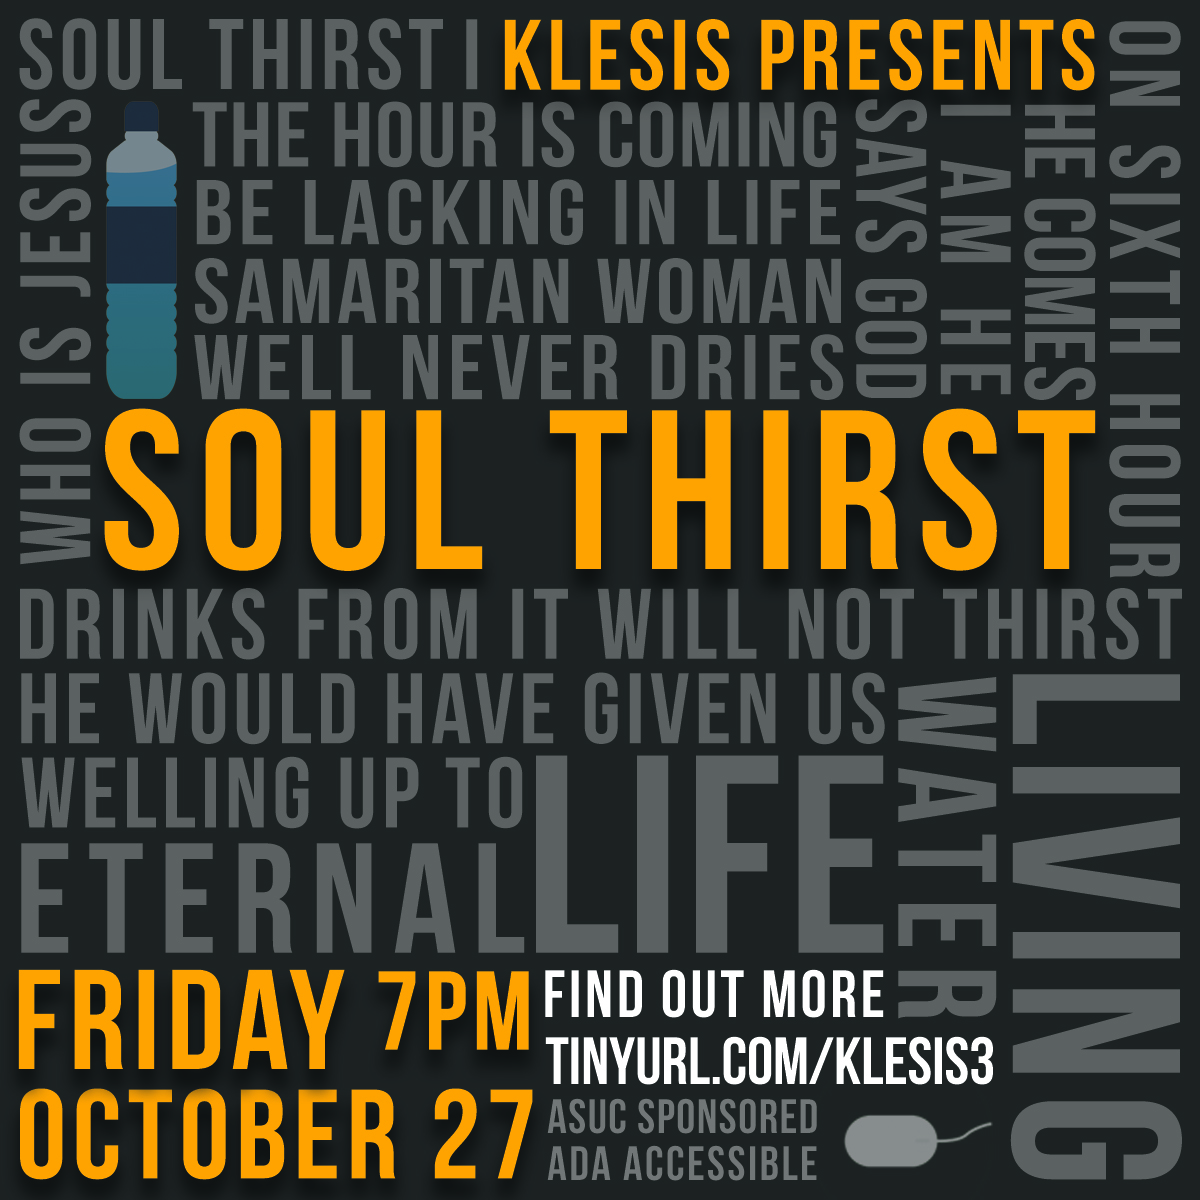 SOUL THIRST I KLESIS PRESENTS
WHO IS JESUS
THE HOUR IS COMING
BE LACKING IN LIFE
SAMARITAN WOMAN
WELL NEVER DRIES
SAYS GOD
I AM HE
HE COMES
ON SIXTH HOUR
SOUL THIRST
DRINKS FROM IT WILL NOT THIRST
HE WOULD HAVE GIVEN US
WELLING UP TO
ETERNAL LIFE
WATER
LIVING
FRIDAY 7PM
OCTOBER 27
FIND OUT MORE
TINYURL.COM/KLESIS3
ASUC SPONSORED
ADA ACCESSIBLE